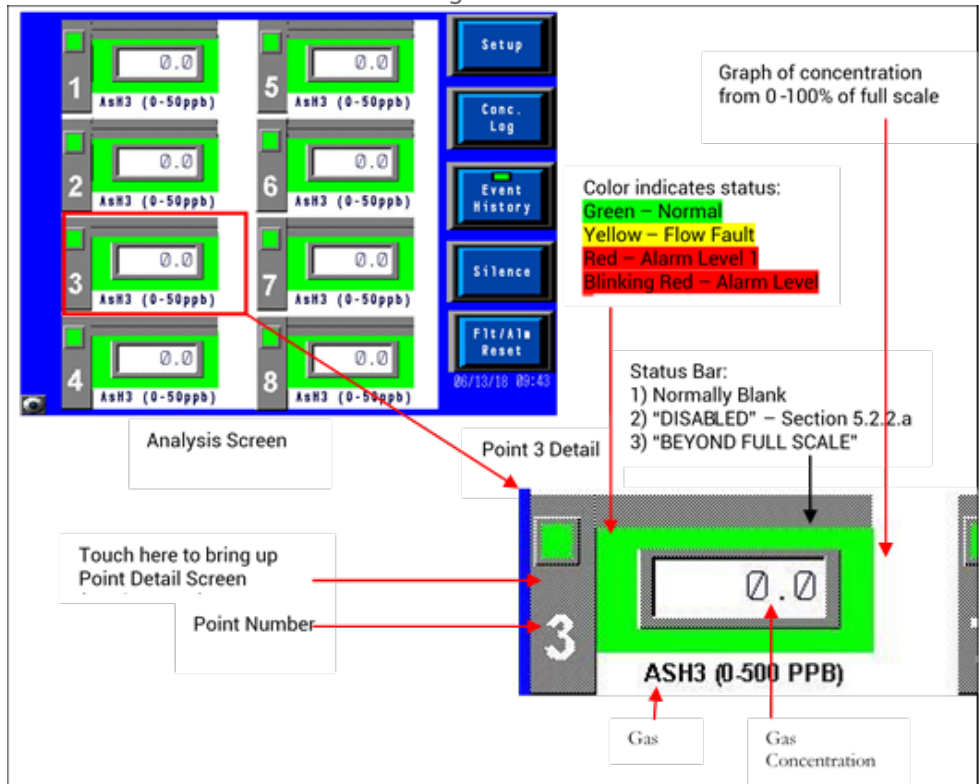 1
0.0
AsH3 (0-50ppb)
2
0.0
AsH3 (0-50ppb)
3
0.0
AsH3 (0-50ppb)
4
0.0
AsH3 (0-50ppb)
5
0.0
AsH3 (0-50ppb)
6
0.0
AsH3 (0-50ppb)
7
0.0
AsH3 (0-50ppb)
8
0.0
AsH3 (0-50ppb)
Setup
Conc.
Log
Event
History
Silence
Flt/Alm
Reset
06/13/18 09:43
Analysis Screen
Graph of concentration
from 0-100% of full scale
Color indicates status:
Green – Normal
Yellow – Flow Fault
Red – Alarm Level 1
Blinking Red – Alarm Level
Status Bar:
1) Normally Blank
2) "DISABLED" – Section 5.2.2.a
3) "BEYOND FULL SCALE"
Point 3 Detail
Touch here to bring up
Point Detail Screen
Point Number
3
0.0
ASH3 (0-500 PPB)
Gas
Gas
Concentration